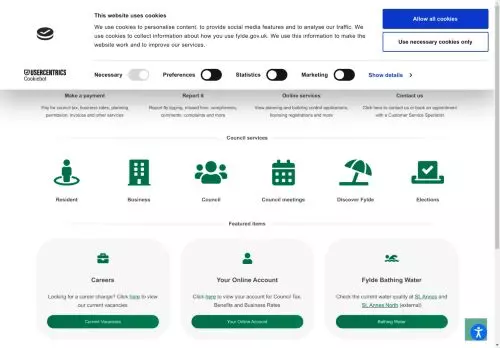 This website uses cookies
We use cookies to personalise content, to provide social media features and to analyse our traffic. We
use cookies to collect information about how you use fylde.gov.uk. We use this information to make the
website work and to improve our services.
Allow all cookies
Use necessary cookies only
USERCENTRICS
Cookiebot
Necessary
Preferences
Statistics
Marketing
Show details
Make a payment
Report it
Online services
Contact us
Pay for council tax, business rates, planning
permission, invoices and other services
Report fly tipping, missed bins, compliments,
comments, complaints and more
View planning and building control applications,
licensing registrations and more
Click here to contact us or book an appointment
with a Customer Service Specialist
Council services
Resident
Business
Council
Council meetings
Discover Fylde
Elections
Featured items
Careers
Looking for a career change? Click here to view
our current vacancies
Current Vacancies
Your Online Account
Click here to view your account for Council Tax,
Benefits and Business Rates
Your Online Account
Fylde Bathing Water
Check the current water quality at St. Annes and
St. Annes North (external)
Bathing Water